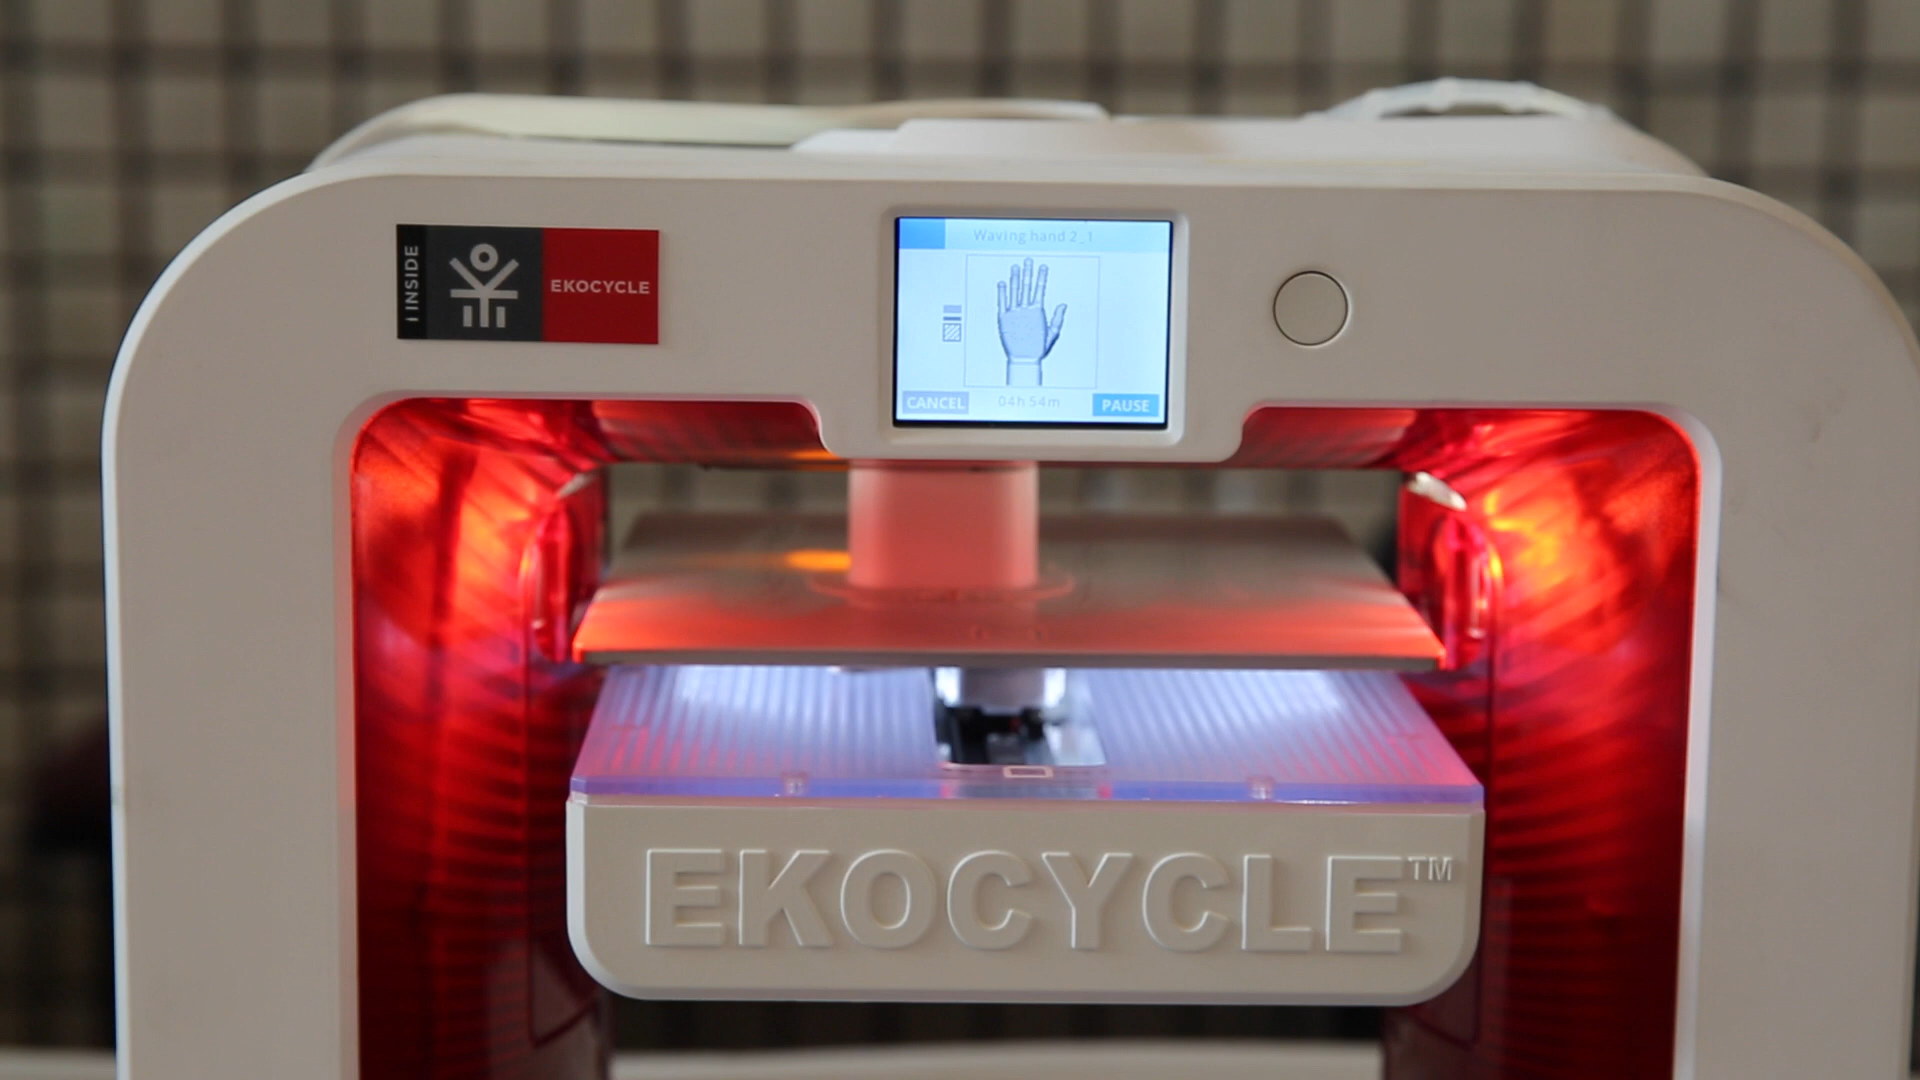 I INSIDE
EKOCYCLE
Waving hand 2_1
CANCEL
04h 54m
PAUSE
EKOCYCLE™